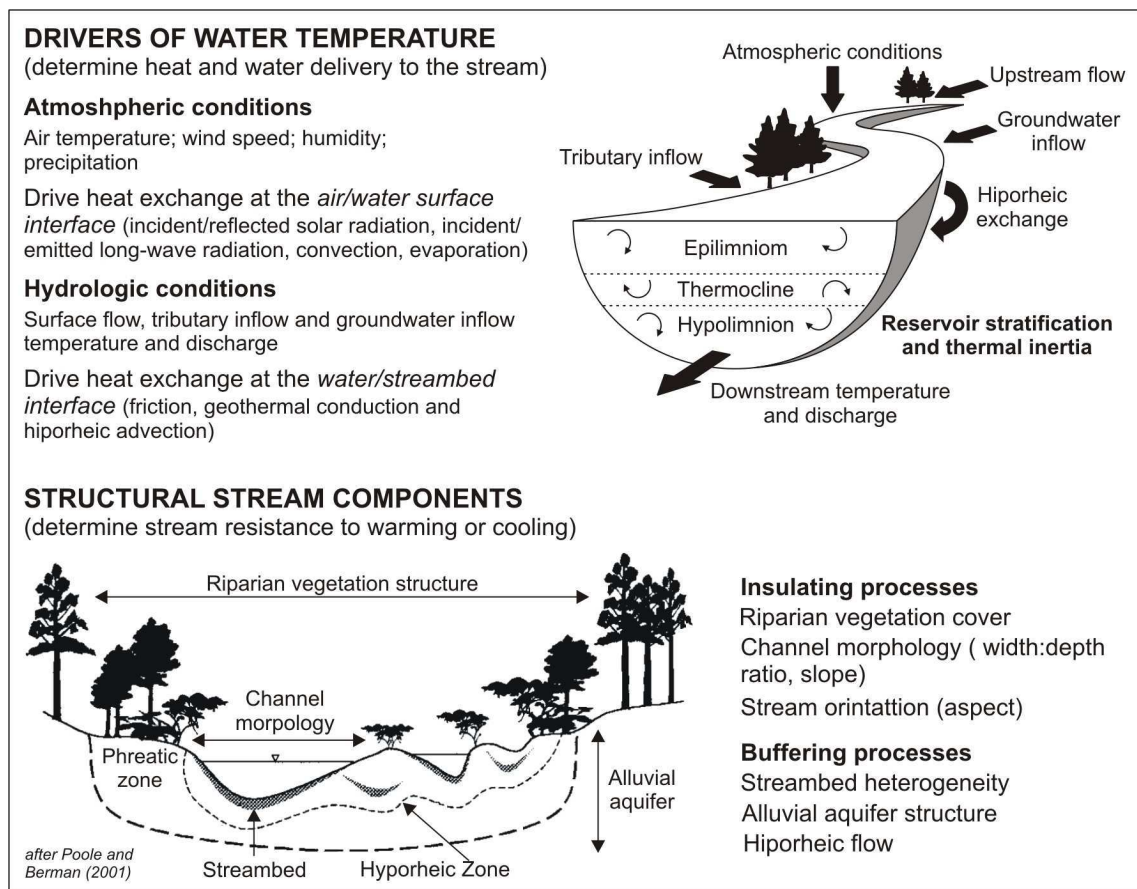 DRIVERS OF WATER TEMPERATURE
(determine heat and water delivery to the stream)
Atmoshpheric conditions
Air temperature; wind speed; humidity;
precipitation
Drive heat exchange at the air/water surface
interface (incident/reflected solar radiation, incident/
emitted long-wave radiation, convection, evaporation)
Hydrologic conditions
Surface flow, tributary inflow and groundwater inflow
temperature and discharge
Drive heat exchange at the water/streambed
interface (friction, geothermal conduction and
hiporheic advection)
Atmospheric conditions
Upstream flow
Groundwater
inflow
Tributary inflow
Hiporheic
exchange
Epilimniom
Thermocline
Hypolimnion
Reservoir stratification
and thermal inertia
Downstream temperature
and discharge
STRUCTURAL STREAM COMPONENTS
(determine stream resistance to warming or cooling)
Riparian vegetation structure
Channel
morpology
Phreatic
zone
Alluvial
aquifer
after Poole and
Berman (2001)
Streambed
Hyporheic Zone
Insulating processes
Riparian vegetation cover
Channel morphology ( width:depth
ratio, slope)
Stream orintattion (aspect)
Buffering processes
Streambed heterogeneity
Alluvial aquifer structure
Hiporheic flow